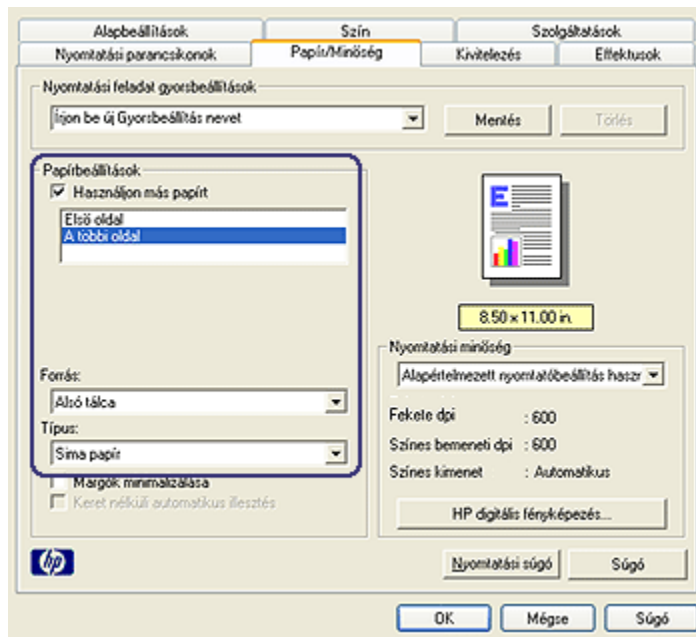 Alapbeállítások Szín Szolgáltatások
Nyomtatási parancsikonok Papír/Minőség Kivitelezés Effektusok
Nyomtatási feladat gyorsbeállítások
Írjon be új Gyorsbeállítás nevet Mentés Törlés
Papírbeállítások
Használjon más papírt
Első oldal
A többi oldal
E
8.50 x 11.00 in.
Nyomtatási minőség
Alapértelmezett nyomtatóbeállítás haszr
Forrás:
Alsó tálca
Fekete dpi : 600
Típus:
Sima papír
Színes bemeneti dpi : 600
Színes kimenet : Automatikus
Margók minimalizálása
Keret nélküli automatikus illesztés
HP digitális fényképezés...
hp
Nyomtatási súgó Súgó
OK Mégse Súgó